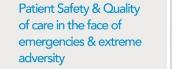 Patient Safety & Quality
of care in the face of
emergencies & extreme
adversity